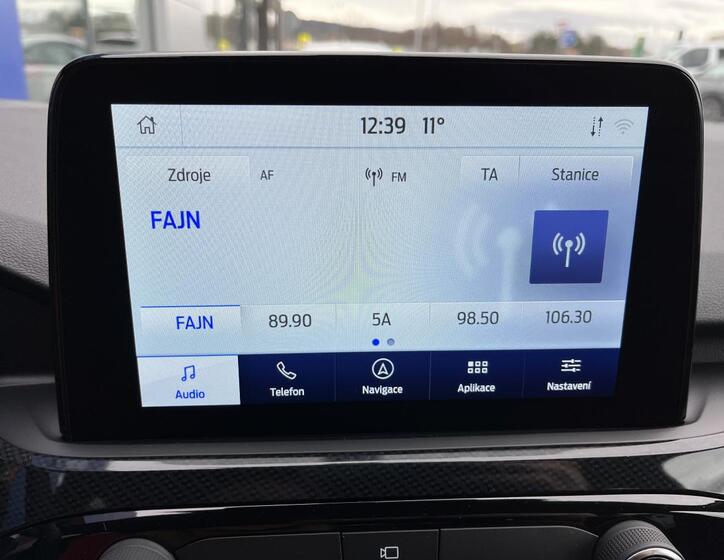 12:39 11°
Zdroje AF FM TA Stanice
FAJN
FAJN 89.90 5A 98.50 106.30
Audio Telefon Navigace Aplikace Nastavení